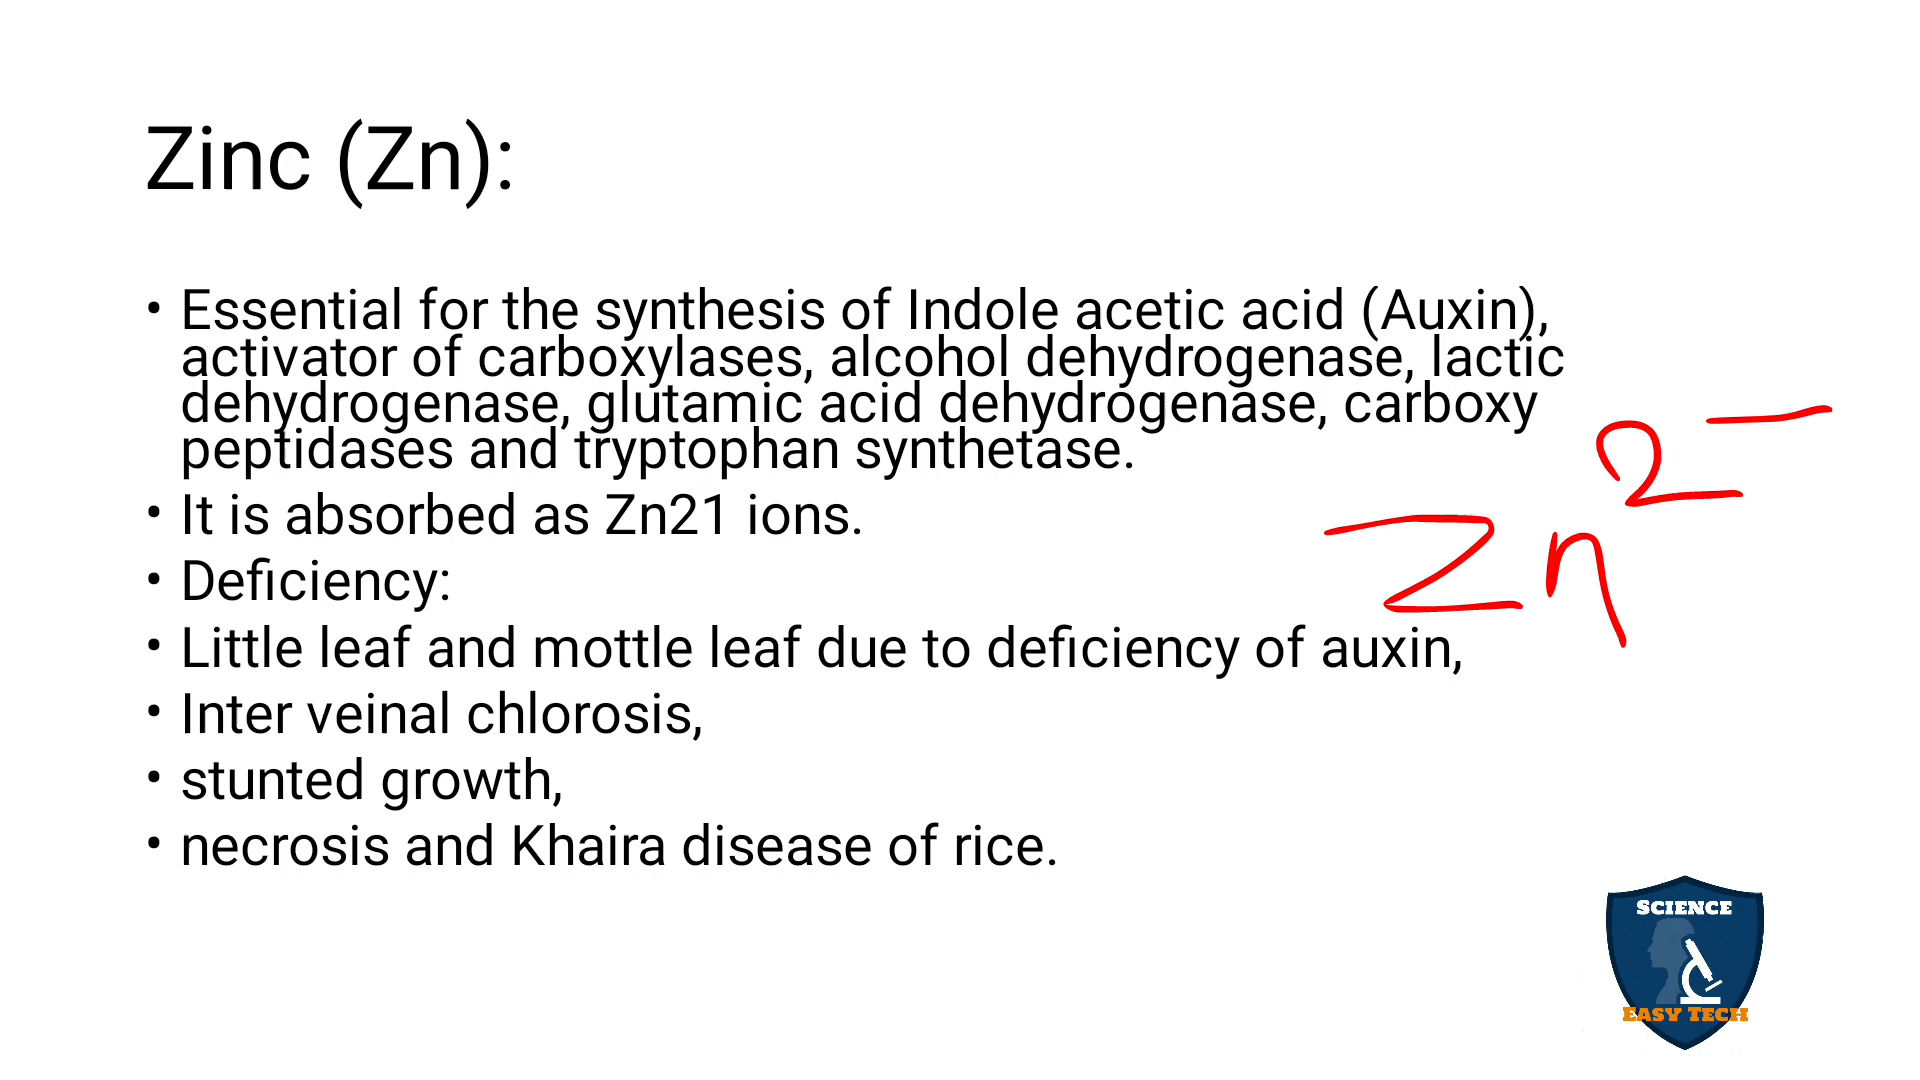 Zinc (Zn):
• Essential for the synthesis of Indole acetic acid (Auxin),
activator of carboxylases, alcohol dehydrogenase, lactic
dehydrogenase, glutamic acid dehydrogenase, carboxy
peptidases and tryptophan synthetase.
• It is absorbed as Zn21 ions.
Zn2-
• Deficiency:
• Little leaf and mottle leaf due to deficiency of auxin,
• Inter veinal chlorosis,
• stunted growth,
• necrosis and Khaira disease of rice.
SCIENCE
EASY TECH